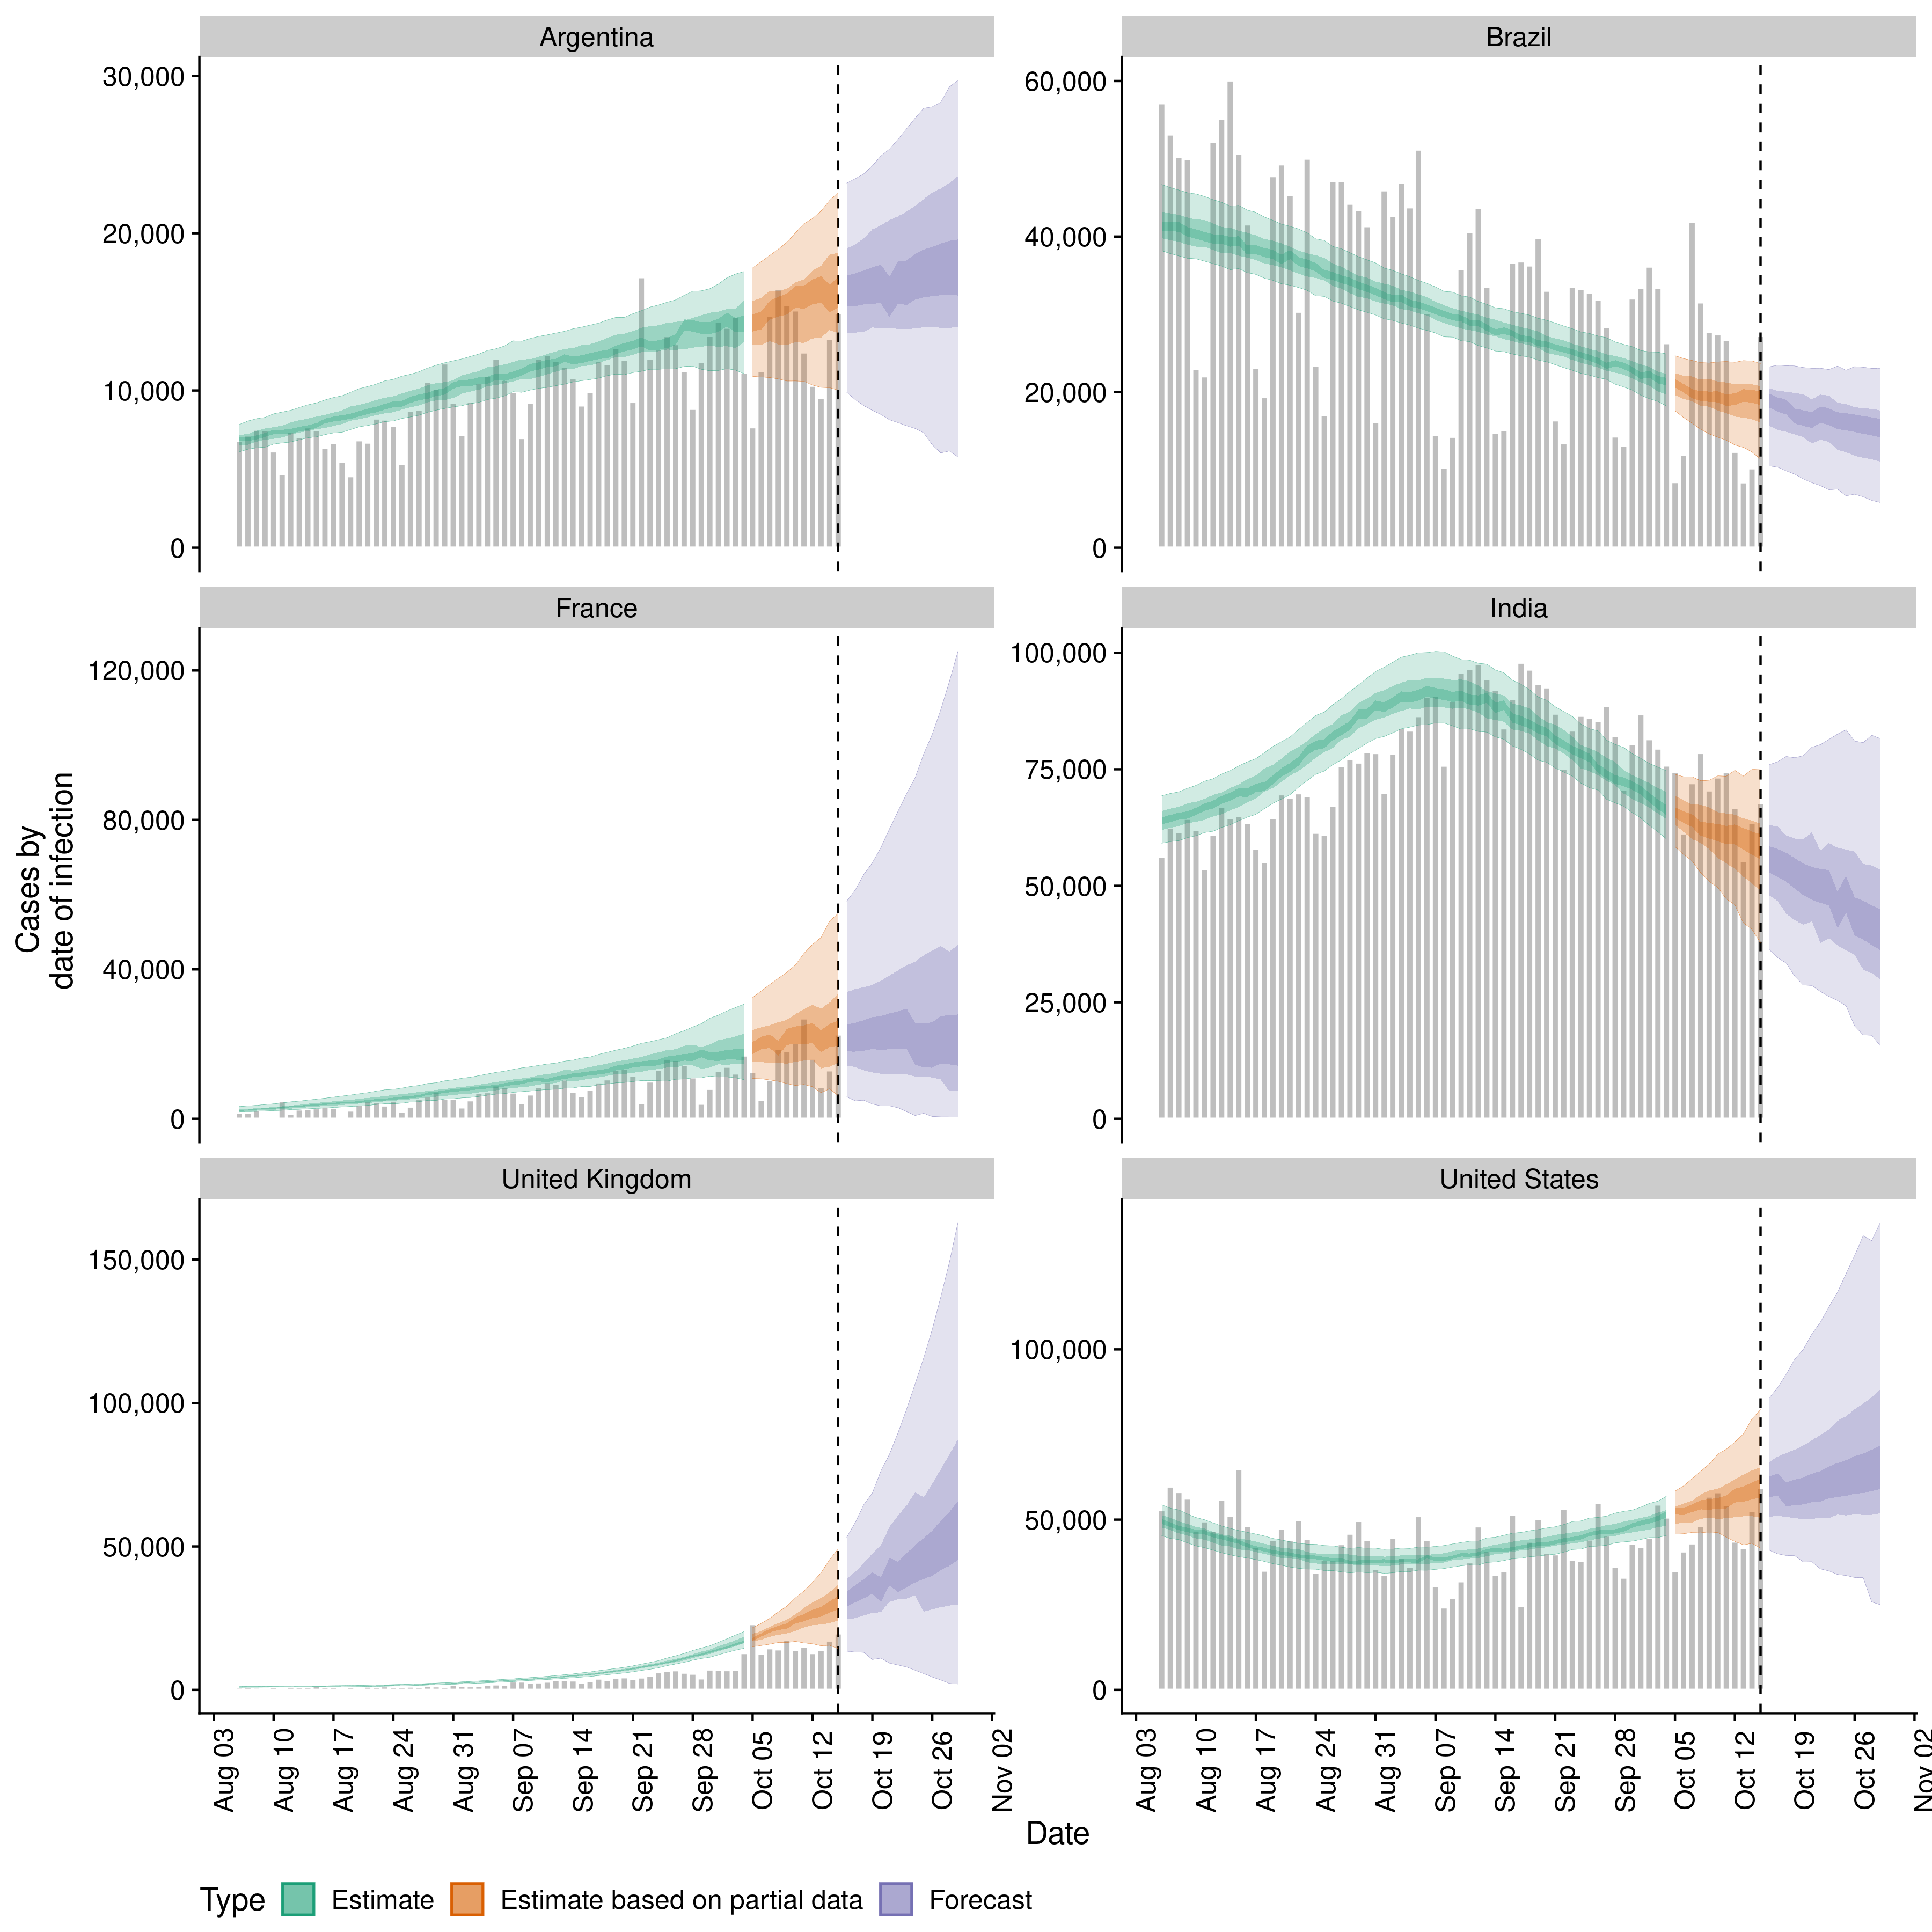 Argentina
Brazil
30,000
20,000
10,000
0
60,000
40,000
20,000
0
France
India
120,000
80,000
40,000
0
100,000
75,000
50,000
25,000
0
Cases by
date of infection
United Kingdom
United States
150,000
100,000
50,000
0
100,000
50,000
0
Aug 03
Aug 10
Aug 17
Aug 24
Aug 31
Sep 07
Sep 14
Sep 21
Sep 28
Oct 05
Oct 12
Oct 19
Oct 26
Nov 02
Aug 03
Aug 10
Aug 17
Aug 24
Aug 31
Sep 07
Sep 14
Sep 21
Sep 28
Oct 05
Oct 12
Oct 19
Oct 26
Nov 02
Date
Type Estimate Estimate based on partial data Forecast